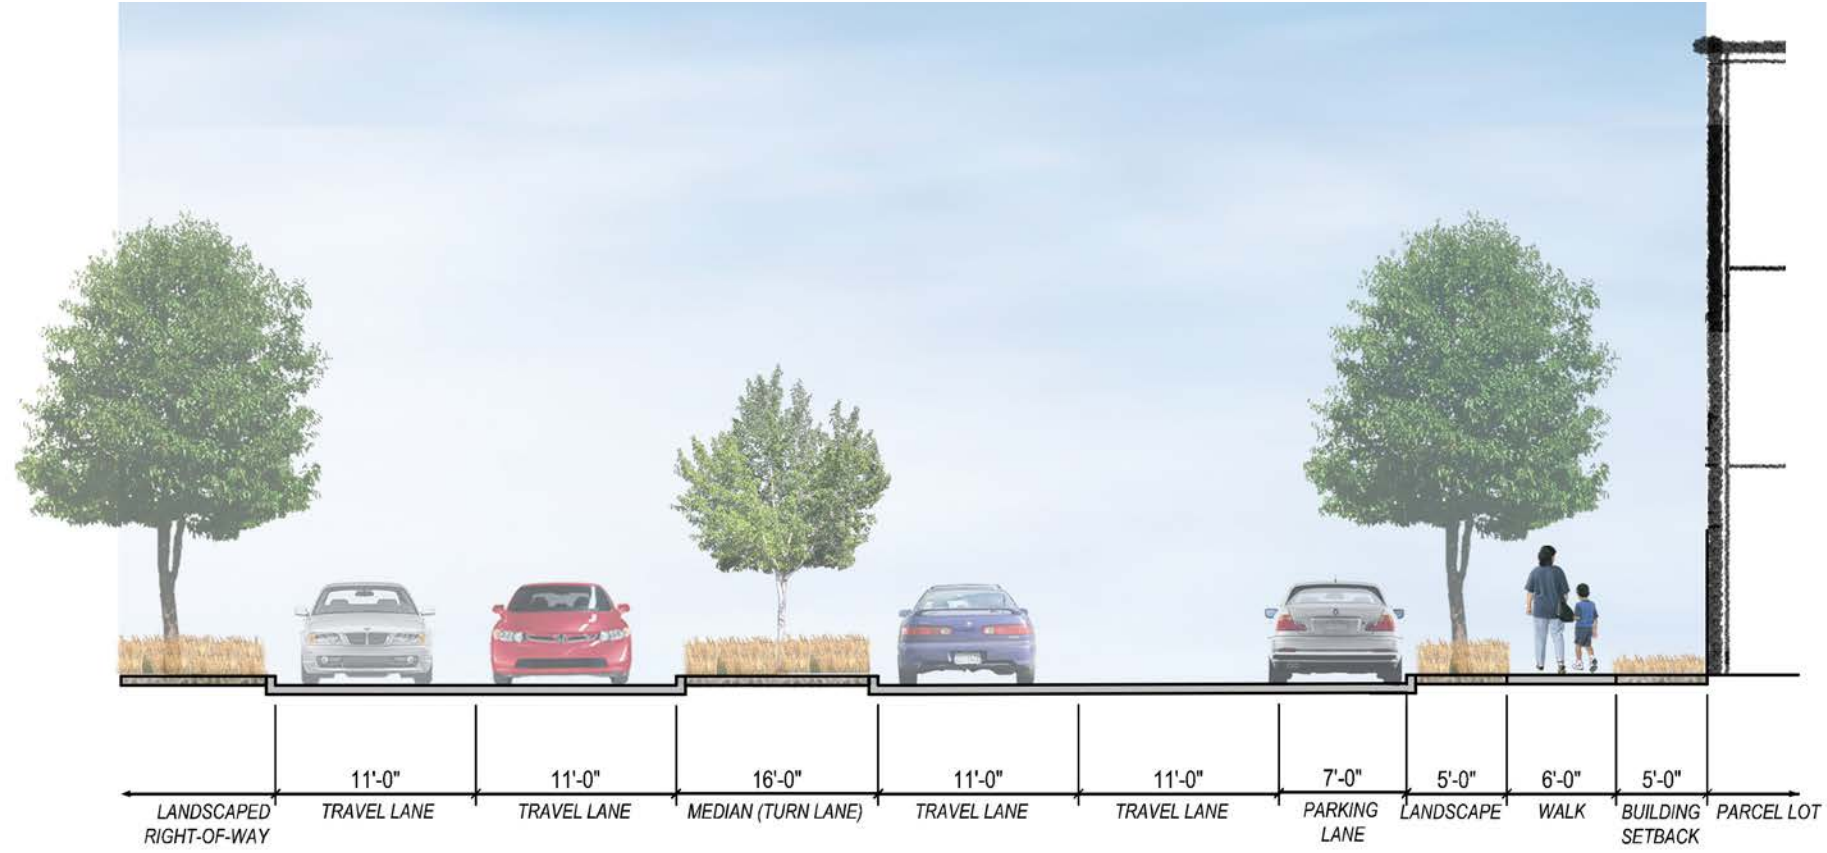 11'-0" 11'-0" 16'-0" 11'-0" 11'-0" 7'-0" 5'-0" 6'-0" 5'-0"
LANDSCAPED RIGHT-OF-WAY
TRAVEL LANE
TRAVEL LANE
MEDIAN (TURN LANE)
TRAVEL LANE
TRAVEL LANE
PARKING
LANE
LANDSCAPE
WALK
BUILDING
SETBACK
PARCEL LOT